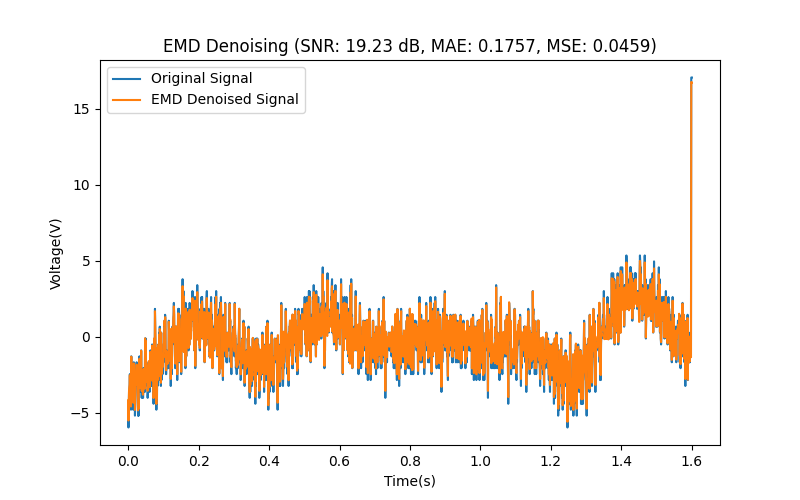 EMD Denoising (SNR: 19.23 dB, MAE: 0.1757, MSE: 0.0459)
Original Signal
EMD Denoised Signal
15
10
5
0
−5
Voltage(V)
0.0 0.2 0.4 0.6 0.8 1.0 1.2 1.4 1.6
Time(s)